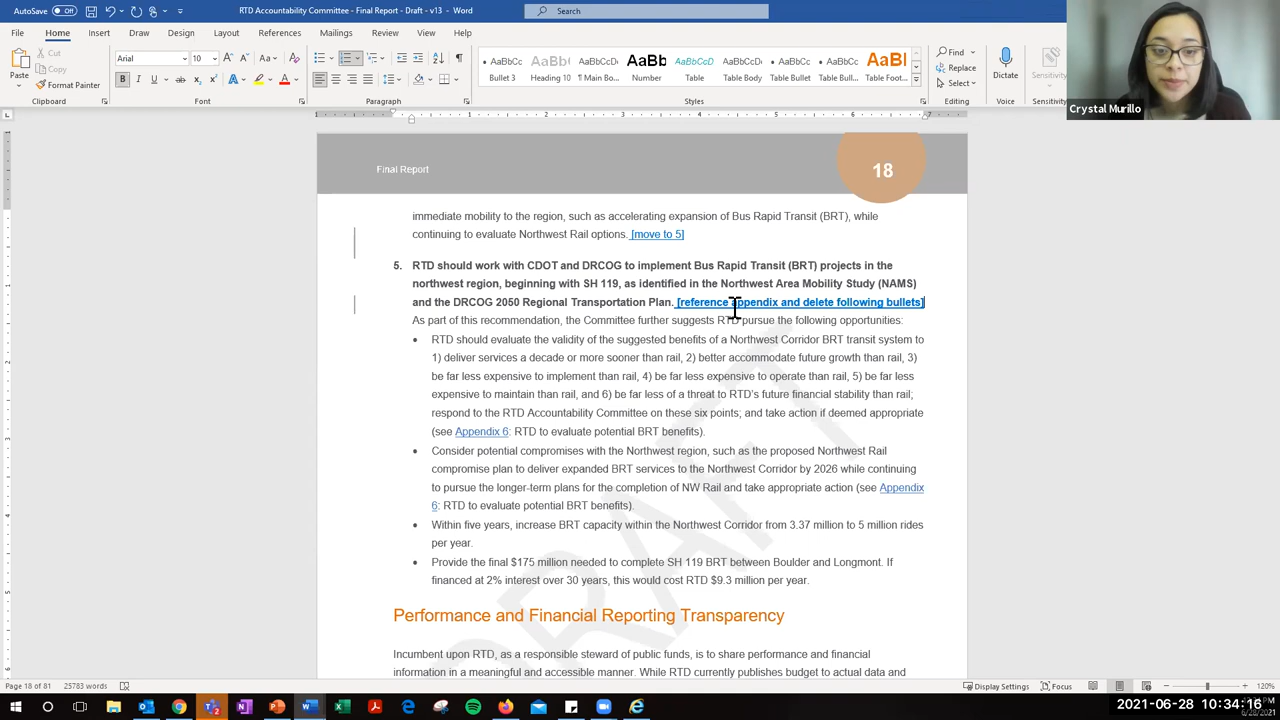 AutoSave Off
RTD Accountability Committee - Final Report - Draft - v13 - Word
Search
File Home Insert Draw Design Layout References Mailings Review View Help
Cut
Copy
Format Painter
Paste
Arial
AaBbCcDc AaBbCc AaBbCcDc AaBb AaBbCcD AaBbCcDc AaBbCcDc AaBbCcD AaBI
Bullet 3 Heading 10 ¶ Main Bo... Number Table Table Body Table Bullet Table Bull... Table Foot...
Find
Replace
Select
Dictate
Sensitivity
Clipboard Font Paragraph Styles Editing Voice Sensitivity
Crystal Murillo
Final Report
18
immediate mobility to the region, such as accelerating expansion of Bus Rapid Transit (BRT), while
continuing to evaluate Northwest Rail options. [move to 5]
5. RTD should work with CDOT and DRCOG to implement Bus Rapid Transit (BRT) projects in the
northwest region, beginning with SH 119, as identified in the Northwest Area Mobility Study (NAMS)
and the DRCOG 2050 Regional Transportation Plan. [reference appendix and delete following bullets]
As part of this recommendation, the Committee further suggests RTD pursue the following opportunities:
• RTD should evaluate the validity of the suggested benefits of a Northwest Corridor BRT transit system to
1) deliver services a decade or more sooner than rail, 2) better accommodate future growth than rail, 3)
be far less expensive to implement than rail, 4) be far less expensive to operate than rail, 5) be far less
expensive to maintain than rail, and 6) be far less of a threat to RTD's future financial stability than rail;
respond to the RTD Accountability Committee on these six points; and take action if deemed appropriate
(see Appendix 6: RTD to evaluate potential BRT benefits).
• Consider potential compromises with the Northwest region, such as the proposed Northwest Rail
compromise plan to deliver expanded BRT services to the Northwest Corridor by 2026 while continuing
to pursue the longer-term plans for the completion of NW Rail and take appropriate action (see Appendix
6: RTD to evaluate potential BRT benefits).
• Within five years, increase BRT capacity within the Northwest Corridor from 3.37 million to 5 million rides
per year.
• Provide the final $175 million needed to complete SH 119 BRT between Boulder and Longmont. If
financed at 2% interest over 30 years, this would cost RTD $9.3 million per year.
Performance and Financial Reporting Transparency
Incumbent upon RTD, as a responsible steward of public funds, is to share performance and financial
information in a meaningful and accessible manner. While RTD currently publishes budget to actual data and
DRAFT
Page 18 of 81 25783 words
Display Settings Focus 120%
2021-06-28 10:34:16
6/28/2021